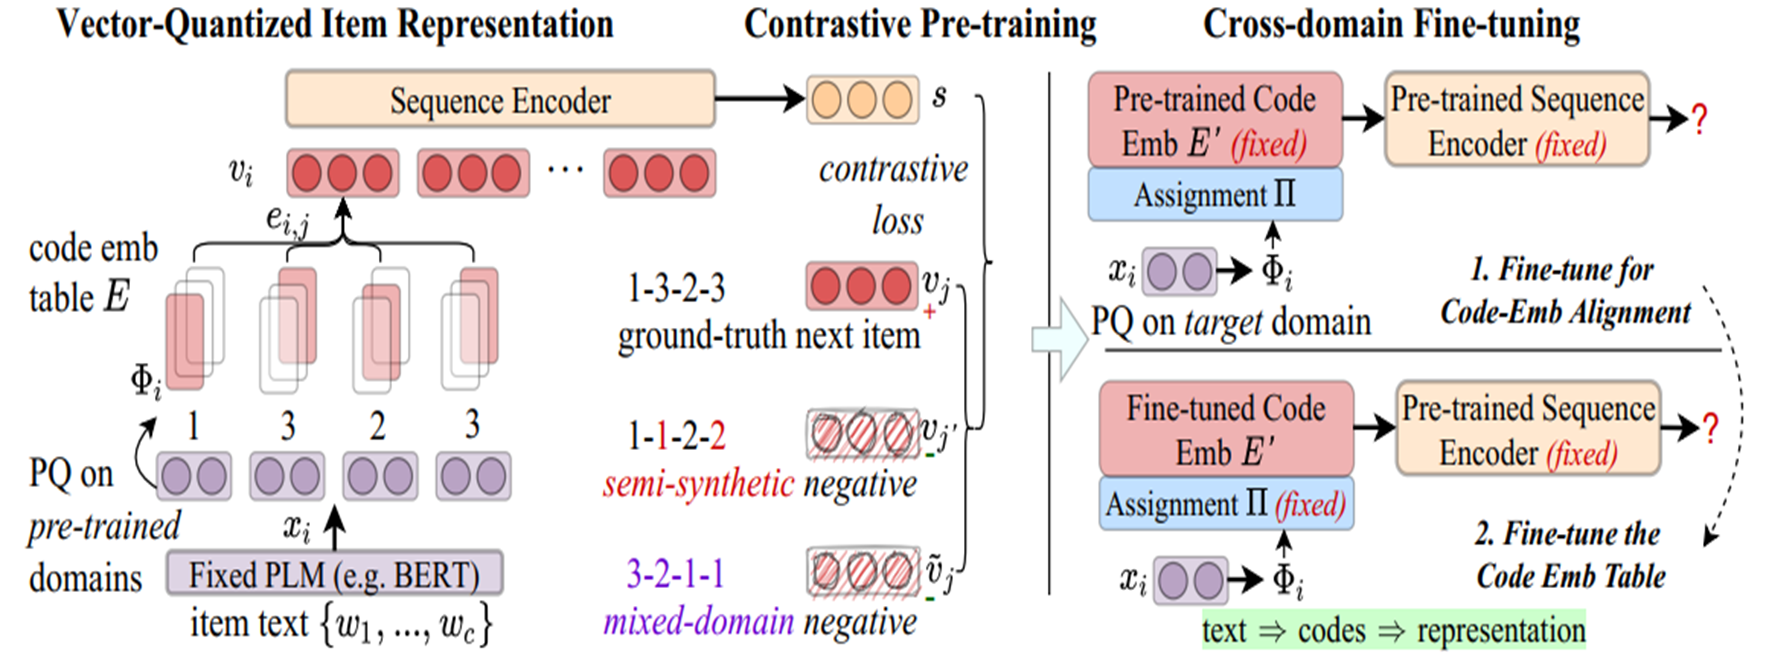 Vector-Quantized Item Representation
Sequence Encoder
v_i
e_{i,j}
code emb
table E
Φ_i
1 3 2 3
PQ on
pre-trained
domains
x_i
Fixed PLM (e.g. BERT)
item text {w_1, ..., w_c}
Contrastive Pre-training
s
contrastive
loss
1-3-2-3
v_j
+
ground-truth next item
1-1-2-2
v_{j'}
-
semi-synthetic negative
3-2-1-1
ṽ_j
-
mixed-domain negative
Cross-domain Fine-tuning
Pre-trained Code
Emb E' (fixed)
Pre-trained Sequence
Encoder (fixed)
?
Assignment Π
x_i
Φ_i
PQ on target domain
1. Fine-tune for
Code-Emb Alignment
Fine-tuned Code
Emb E'
Pre-trained Sequence
Encoder (fixed)
?
Assignment Π (fixed)
x_i
Φ_i
2. Fine-tune the
Code Emb Table
text ⇒ codes ⇒ representation